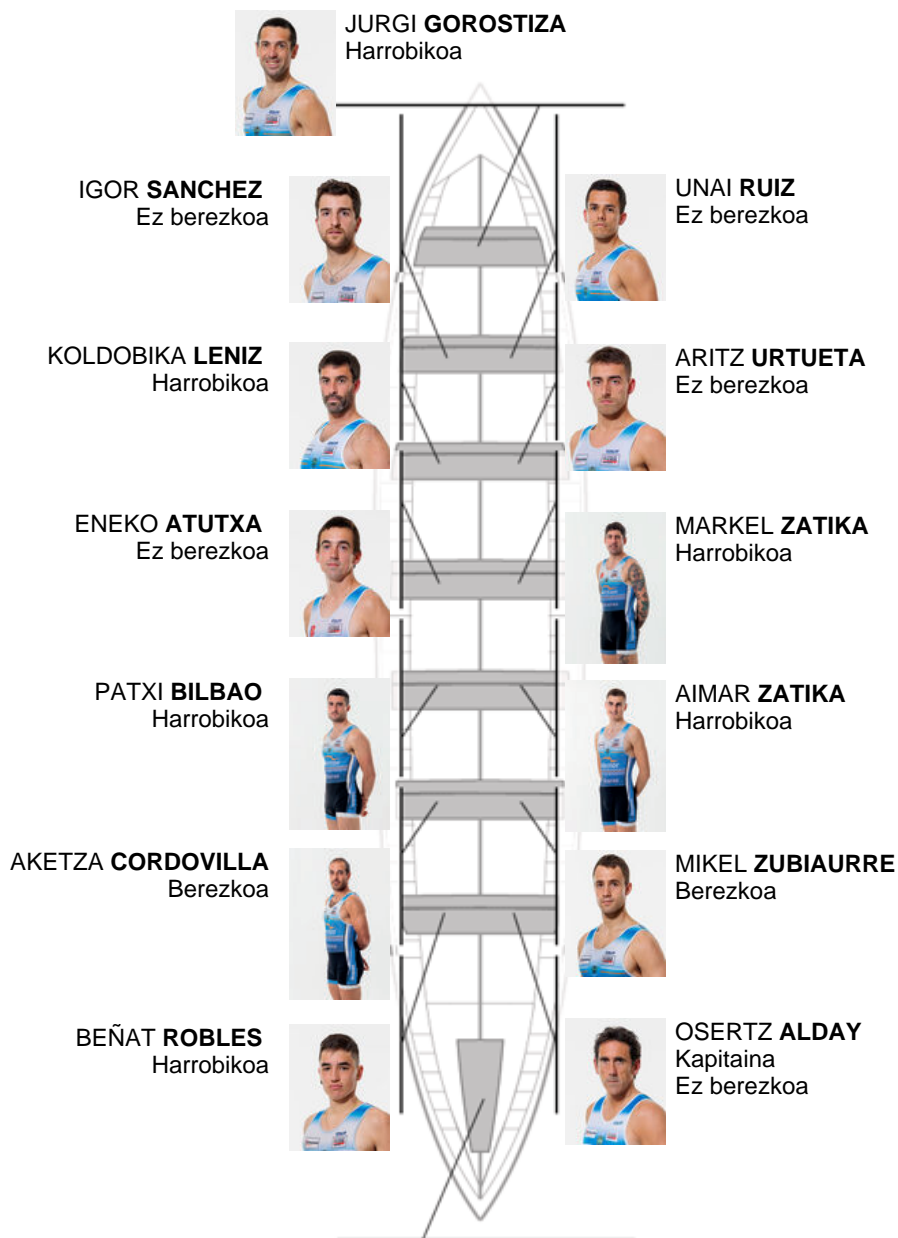 JURGI GOROSTIZA
Harrobikoa
IGOR SANCHEZ
Ez berezkoa
UNAI RUIZ
Ez berezkoa
KOLDOBIKA LENIZ
Harrobikoa
ARITZ URTUETA
Ez berezkoa
ENEKO ATUTXA
Ez berezkoa
MARKEL ZATIKA
Harrobikoa
PATXI BILBAO
Harrobikoa
AIMAR ZATIKA
Harrobikoa
AKETZA CORDOVILLA
Berezkoa
MIKEL ZUBIAURRE
Berezkoa
BEÑAT ROBLES
Harrobikoa
OSERTZ ALDAY
Kapitaina
Ez berezkoa